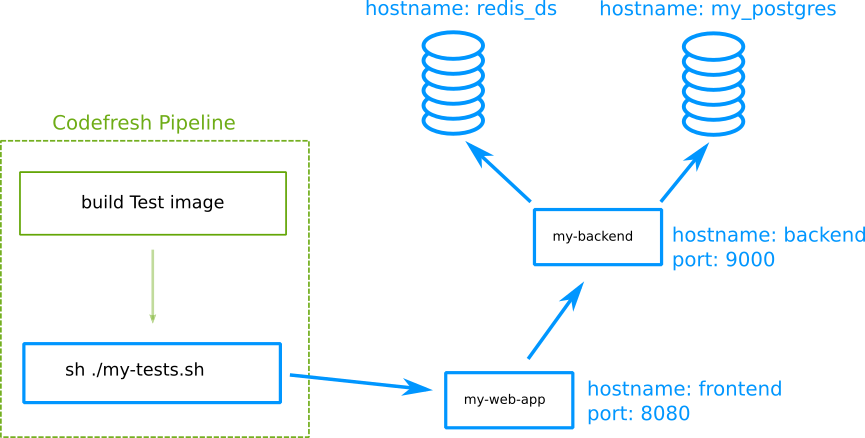 hostname: redis_ds
hostname: my_postgres
Codefresh Pipeline
build Test image
my-backend
hostname: backend
port: 9000
sh ./my-tests.sh
my-web-app
hostname: frontend
port: 8080